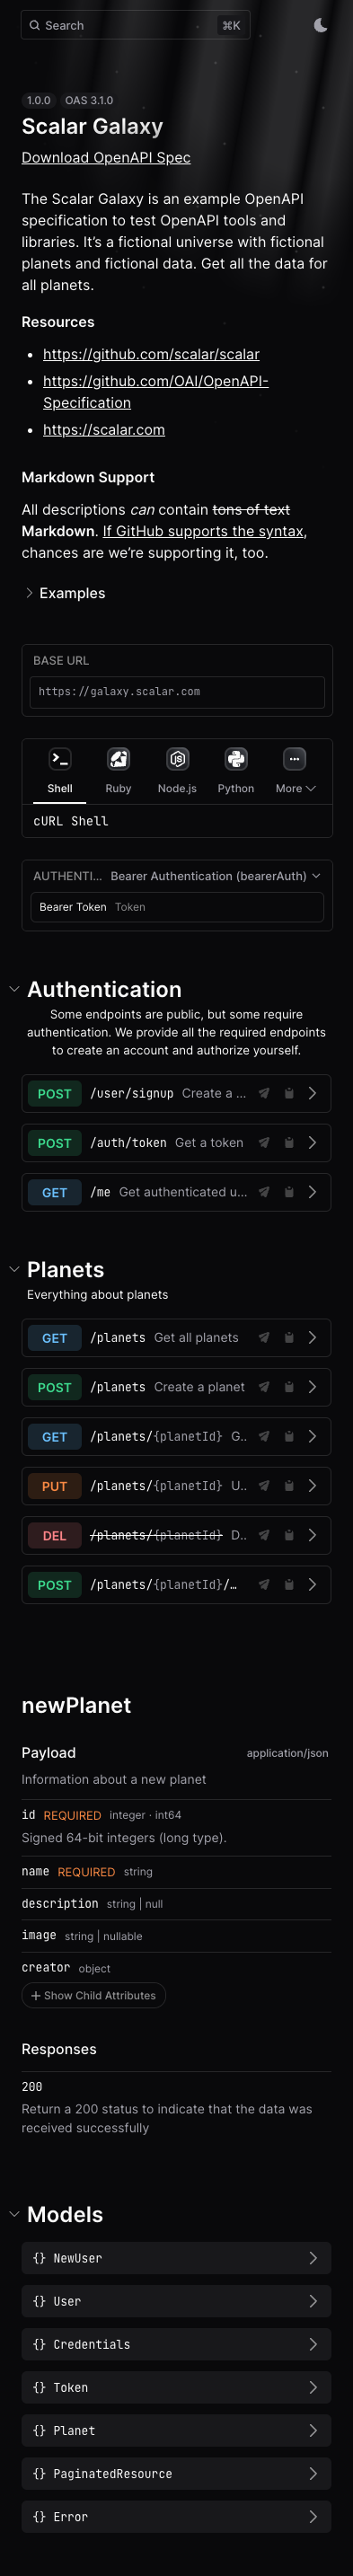 Search ⌘K
1.0.0 OAS 3.1.0
Scalar Galaxy
Download OpenAPI Spec
The Scalar Galaxy is an example OpenAPI
specification to test OpenAPI tools and
libraries. It’s a fictional universe with fictional
planets and fictional data. Get all the data for
all planets.
Resources
• https://github.com/scalar/scalar
• https://github.com/OAI/OpenAPI-
Specification
• https://scalar.com
Markdown Support
All descriptions can contain tons of text
Markdown. If GitHub supports the syntax,
chances are we’re supporting it, too.
Examples
BASE URL
https://galaxy.scalar.com
Shell Ruby Node.js Python More
cURL Shell
AUTHENTI... Bearer Authentication (bearerAuth)
Bearer Token Token
Authentication
Some endpoints are public, but some require
authentication. We provide all the required endpoints
to create an account and authorize yourself.
POST /user/signup Create a ...
POST /auth/token Get a token
GET /me Get authenticated u...
Planets
Everything about planets
GET /planets Get all planets
POST /planets Create a planet
GET /planets/{planetId} G..
PUT /planets/{planetId} U..
DEL /planets/{planetId} D..
POST /planets/{planetId}/…
newPlanet
Payload application/json
Information about a new planet
id REQUIRED integer · int64
Signed 64-bit integers (long type).
name REQUIRED string
description string | null
image string | nullable
creator object
+ Show Child Attributes
Responses
200
Return a 200 status to indicate that the data was
received successfully
Models
{} NewUser
{} User
{} Credentials
{} Token
{} Planet
{} PaginatedResource
{} Error